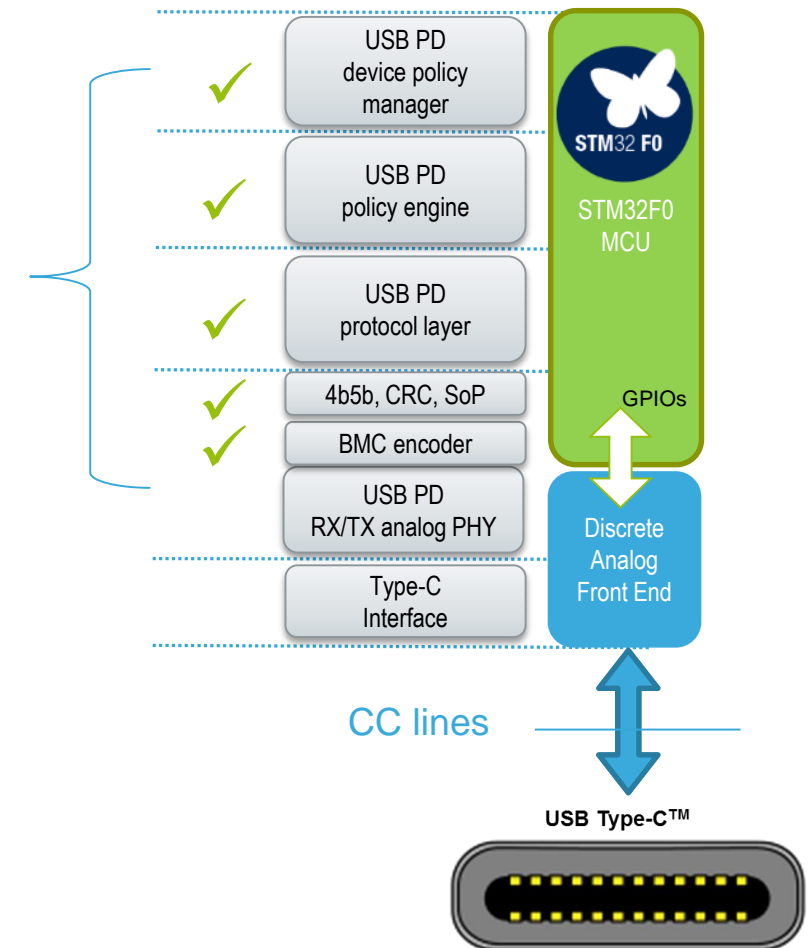 USB PD
device policy
manager
STM32 F0
USB PD
policy engine
STM32F0
MCU
USB PD
protocol layer
4b5b, CRC, SoP
GPIOs
BMC encoder
USB PD
RX/TX analog PHY
Discrete
Analog
Front End
Type-C
Interface
CC lines
USB Type-C™